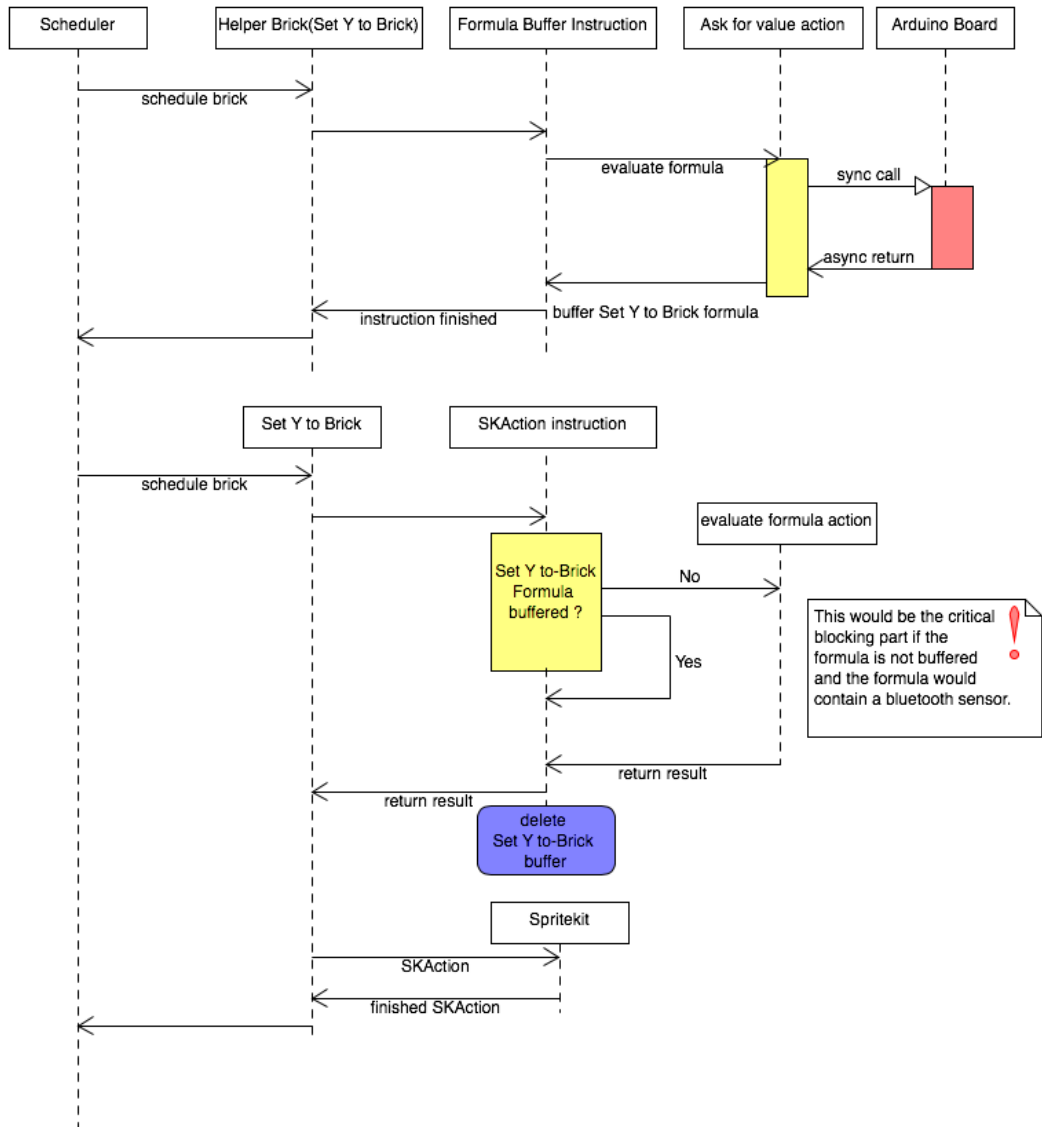 Scheduler
Helper Brick(Set Y to Brick)
Formula Buffer Instruction
Ask for value action
Arduino Board
schedule brick
evaluate formula
sync call
async return
buffer Set Y to Brick formula
instruction finished
Set Y to Brick
SKAction instruction
schedule brick
evaluate formula action
Set Y to-Brick
Formula
buffered ?
No
Yes
This would be the critical
blocking part if the
formula is not buffered
and the formula would
contain a bluetooth sensor.
!
return result
return result
delete
Set Y to-Brick
buffer
Spritekit
SKAction
finished SKAction